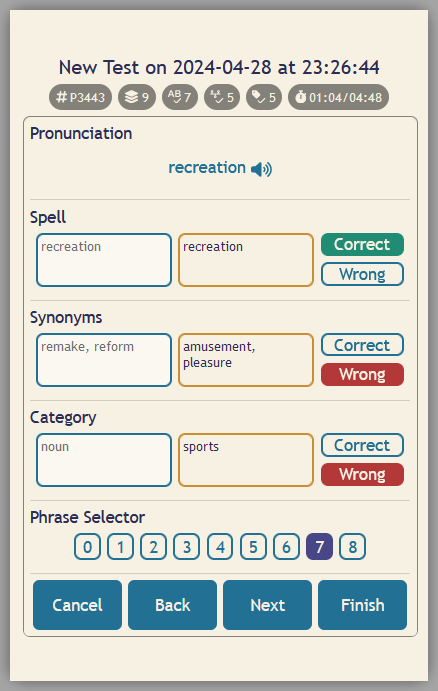 New Test on 2024-04-28 at 23:26:44
# P3443 9 AB 7 5 5 01:04/04:48
Pronunciation
recreation
Spell
recreation
recreation
Correct
Wrong
Synonyms
remake, reform
amusement,
pleasure
Correct
Wrong
Category
noun
sports
Correct
Wrong
Phrase Selector
0 1 2 3 4 5 6 7 8
Cancel Back Next Finish